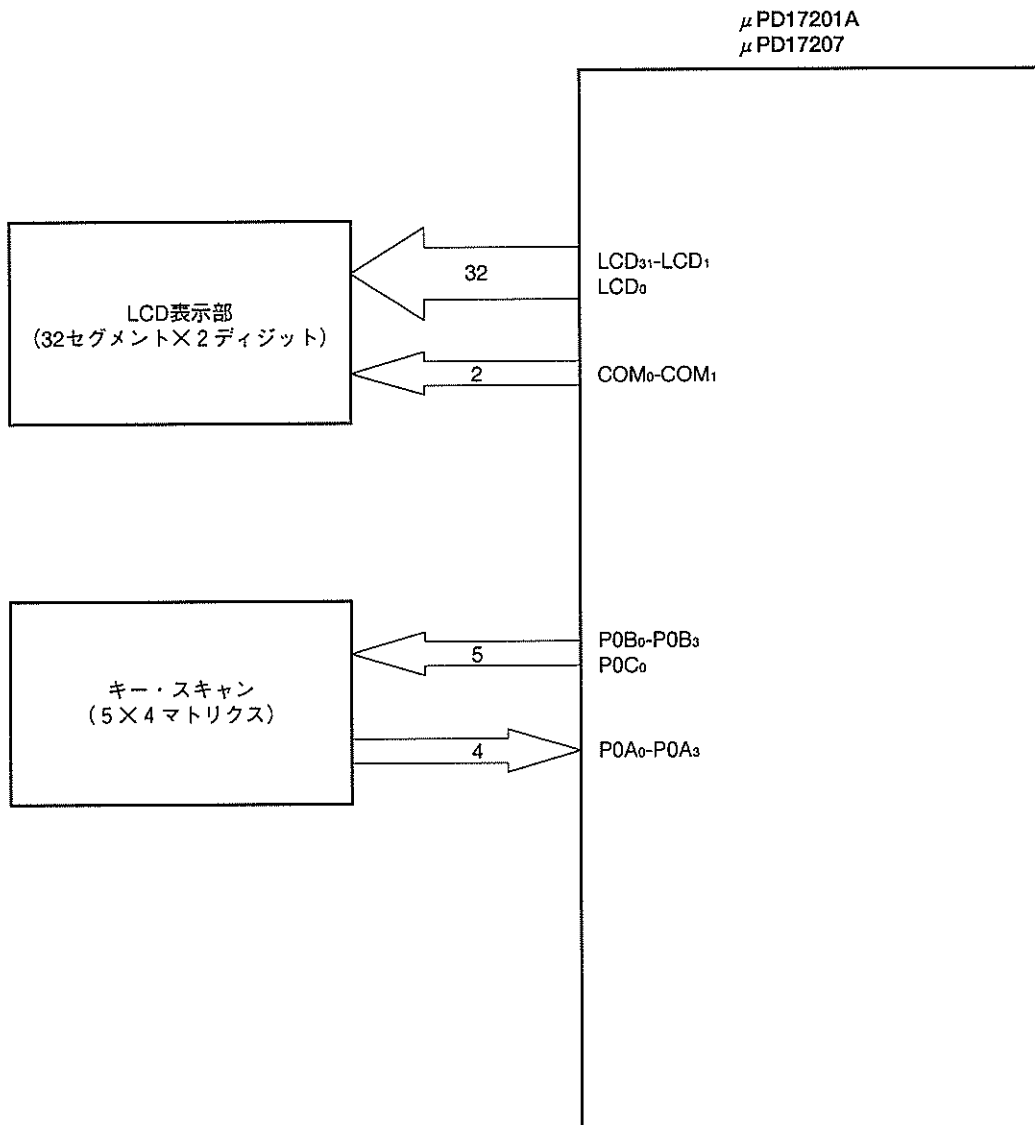 μPD17201A
μPD17207
LCD31-LCD1
LCD0
32
LCD表示部
(32セグメント×2ディジット)
COM0-COM1
2
P0B0-P0B3
P0C0
5
キー・スキャン
(5×4マトリクス)
P0A0-P0A3
4